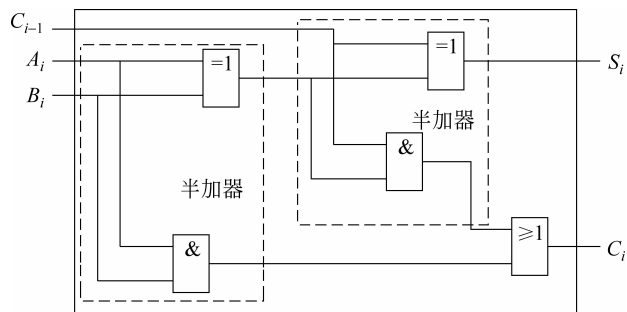 C_{i-1}
A_i
B_i
=1
=1
S_i
半加器
&
半加器
&
≥1
C_i